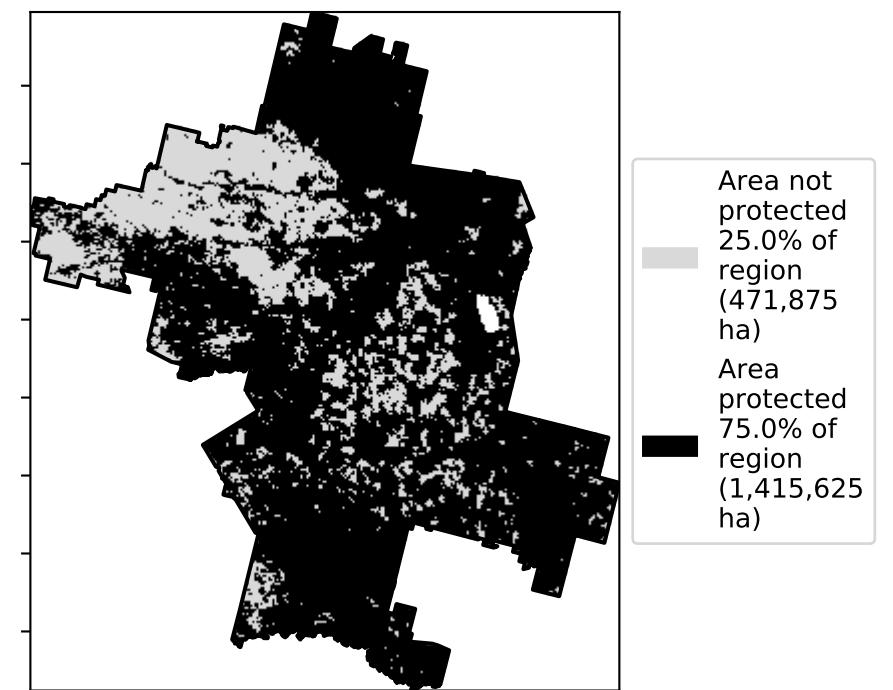 Area not
protected
25.0% of
region
(471,875
ha)
Area
protected
75.0% of
region
(1,415,625
ha)